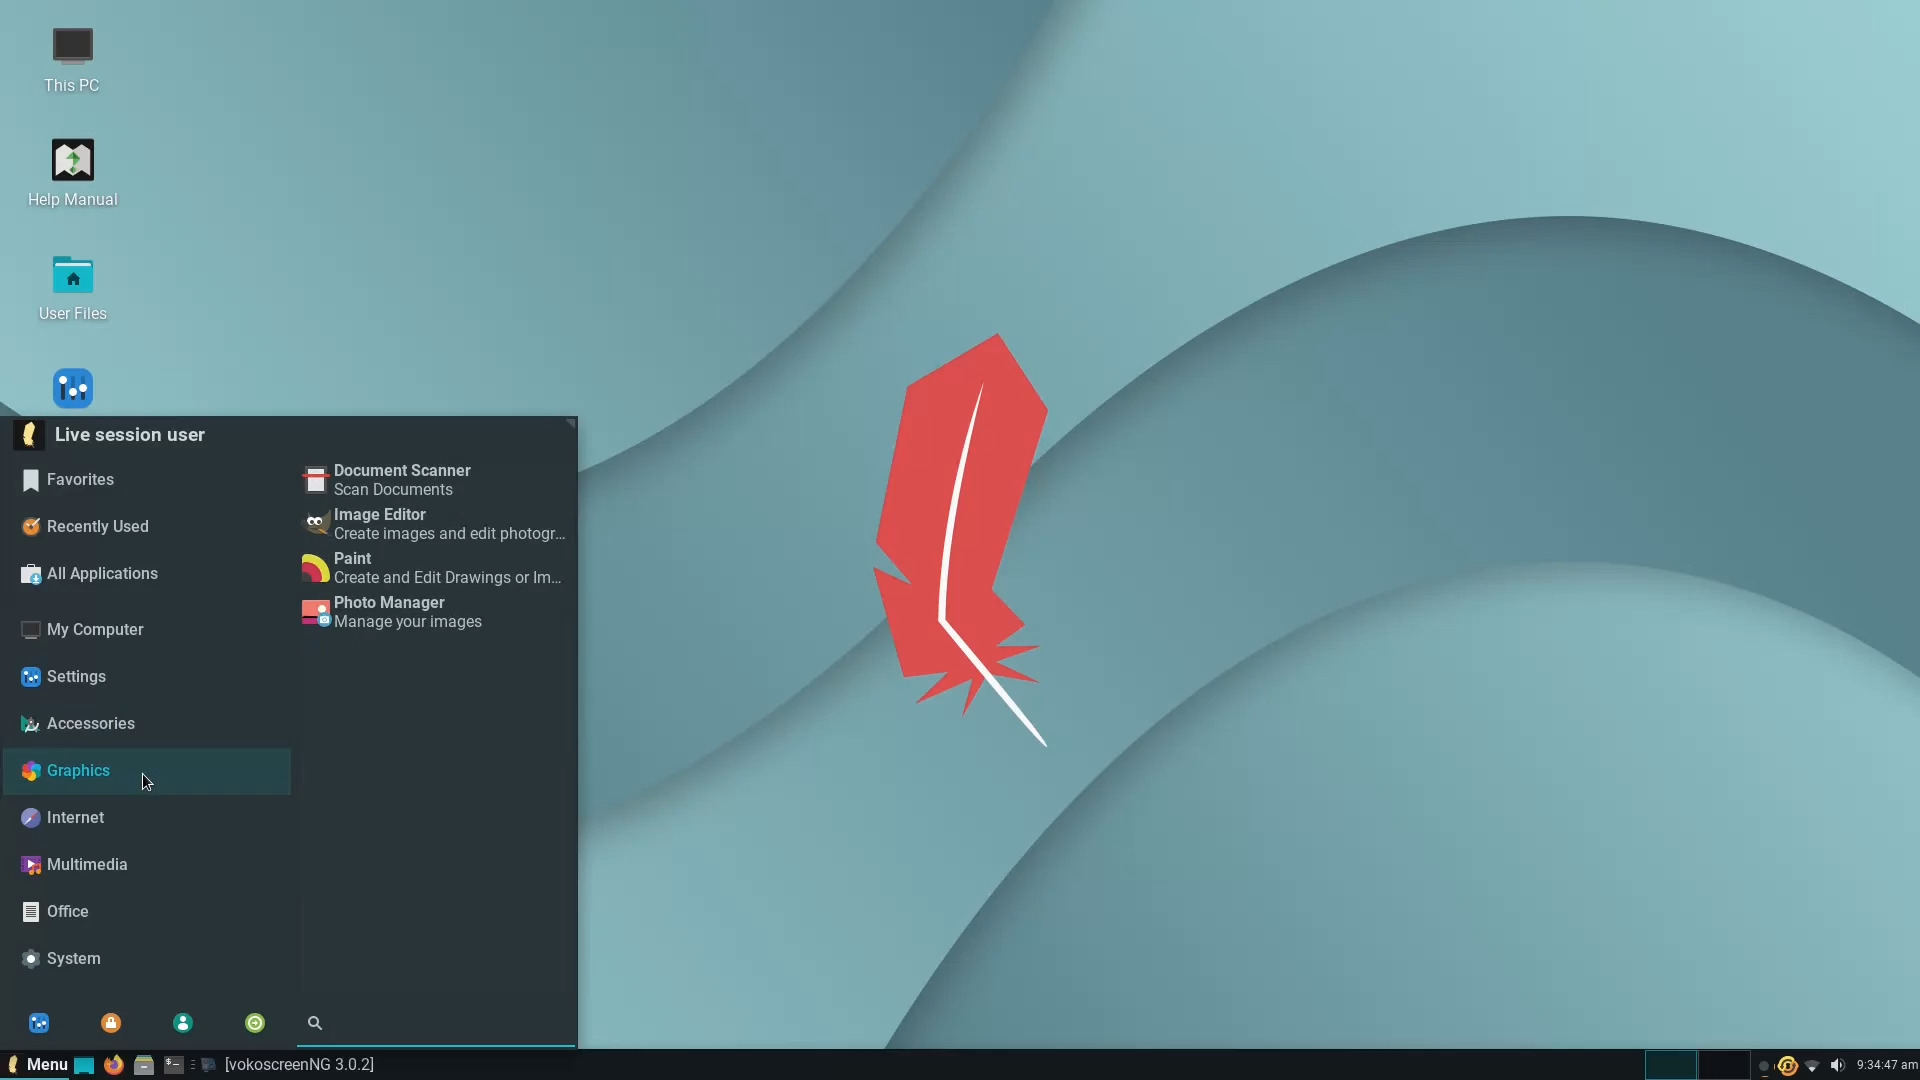 This PC
Help Manual
User Files
Live session user
Favorites
Recently Used
All Applications
My Computer
Settings
Accessories
Graphics
Internet
Multimedia
Office
System
Document Scanner
Scan Documents
Image Editor
Create images and edit photogr...
Paint
Create and Edit Drawings or Im...
Photo Manager
Manage your images
Menu
[vokoscreenNG 3.0.2]
9:34:47 am